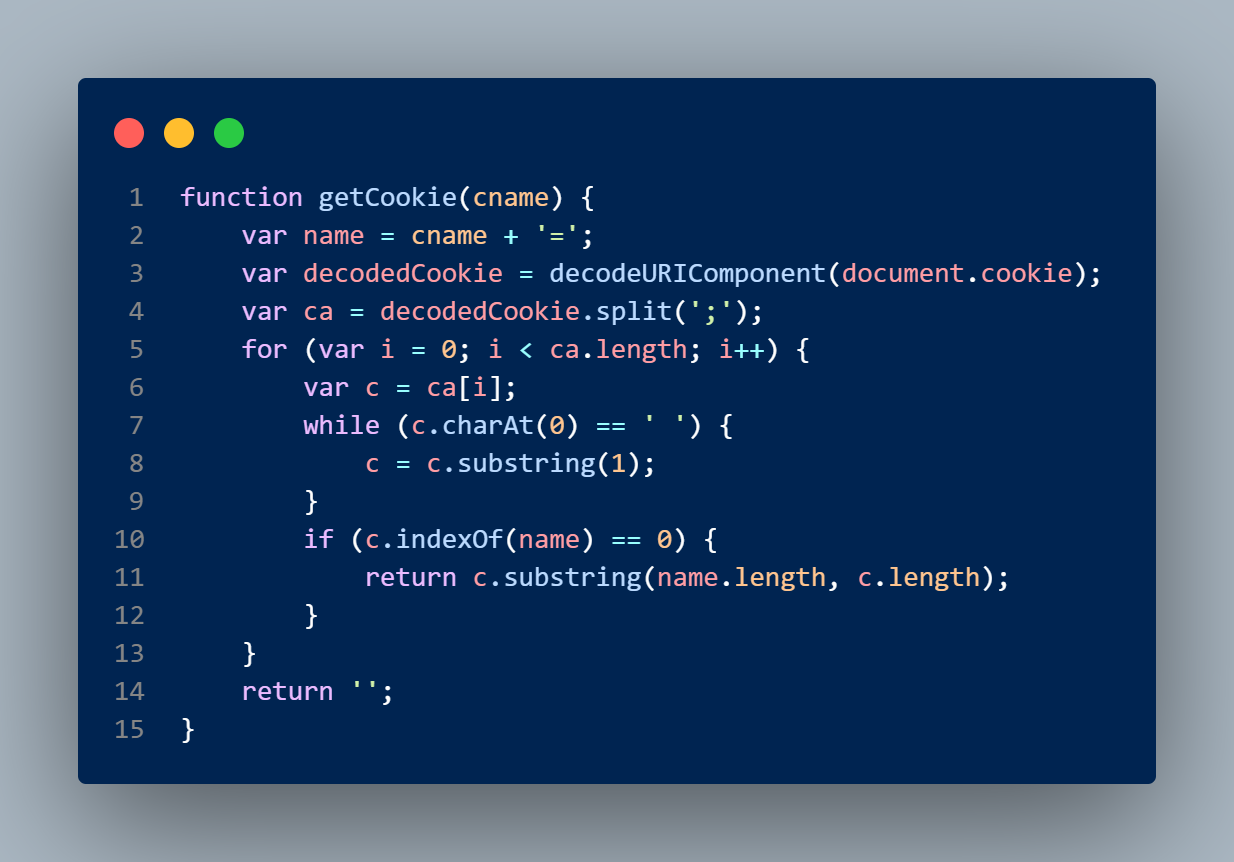 1 function getCookie(cname) {
2     var name = cname + '=';
3     var decodedCookie = decodeURIComponent(document.cookie);
4     var ca = decodedCookie.split(';');
5     for (var i = 0; i < ca.length; i++) {
6         var c = ca[i];
7         while (c.charAt(0) == ' ') {
8             c = c.substring(1);
9         }
10         if (c.indexOf(name) == 0) {
11             return c.substring(name.length, c.length);
12         }
13     }
14     return '';
15 }